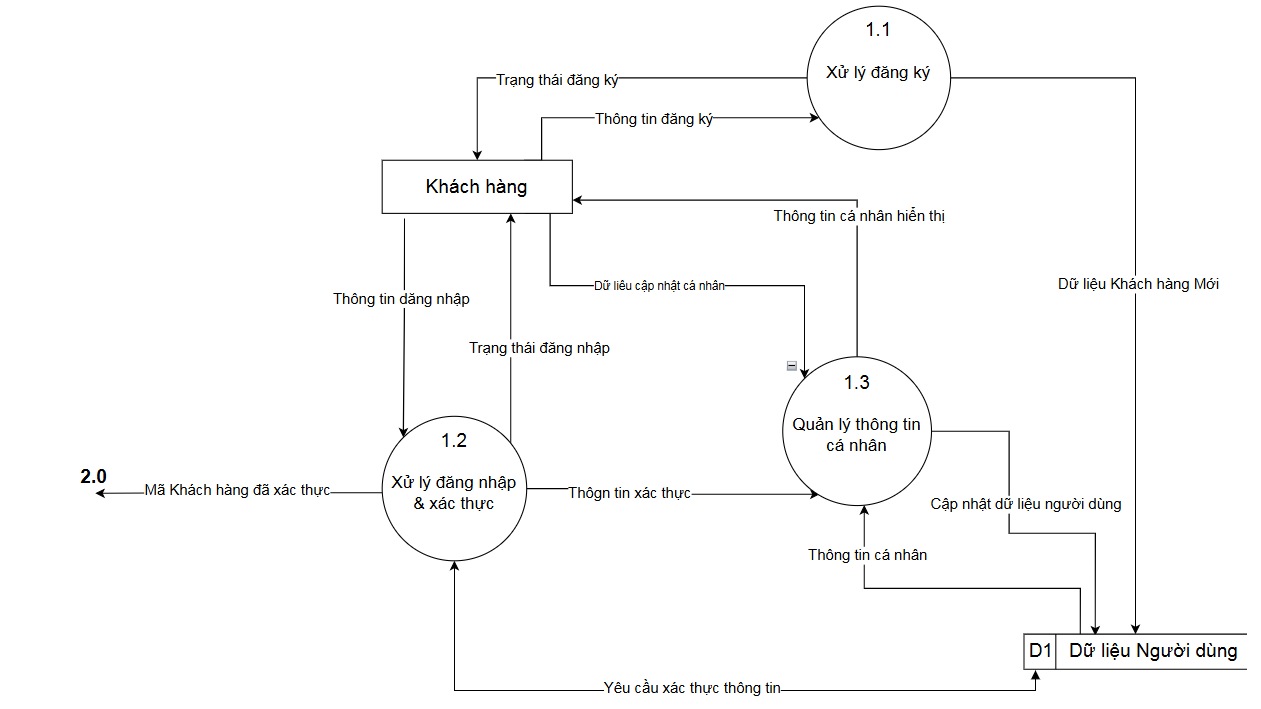 1.1
Xử lý đăng ký
Trạng thái đăng ký
Thông tin đăng ký
Khách hàng
Thông tin cá nhân hiển thị
Dữ liệu Khách hàng Mới
Dữ liêu cập nhật cá nhân
Thông tin dăng nhập
Trạng thái đăng nhập
1.3
Quản lý thông tin
cá nhân
1.2
Xử lý đăng nhập
& xác thực
2.0
Mã Khách hàng đã xác thực
Thôgn tin xác thực
Cập nhật dữ liệu người dùng
Thông tin cá nhân
D1
Dữ liệu Người dùng
Yêu cầu xác thực thông tin